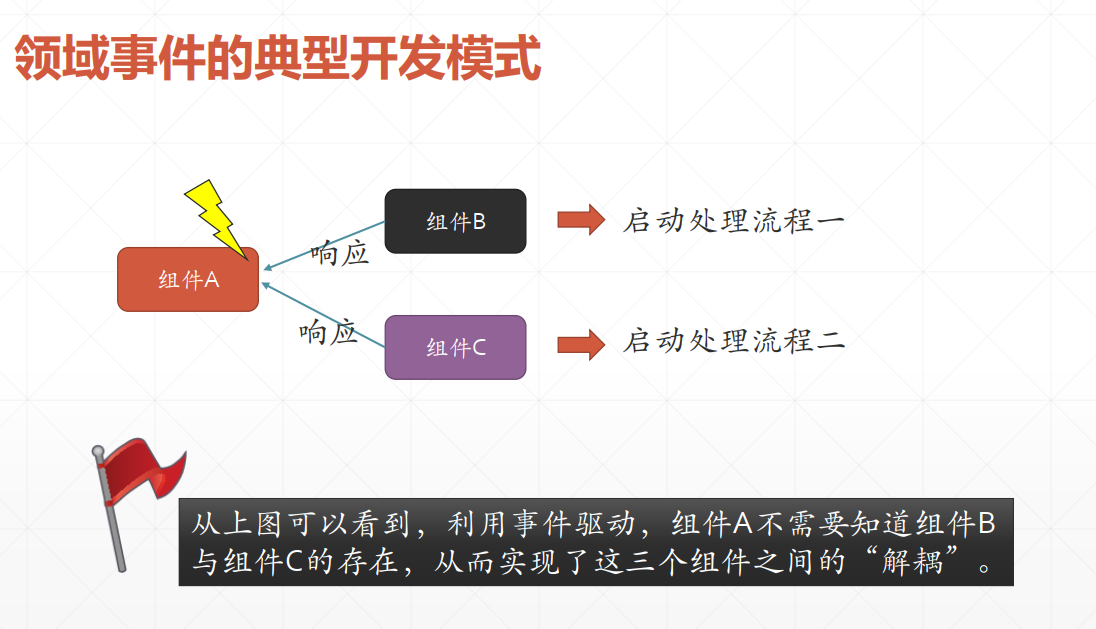 领域事件的典型开发模式
组件B
启动处理流程一
响应
组件A
响应
组件C
启动处理流程二
从上图可以看到，利用事件驱动，组件A不需要知道组件B
与组件C的存在，从而实现了这三个组件之间的“解耦”。